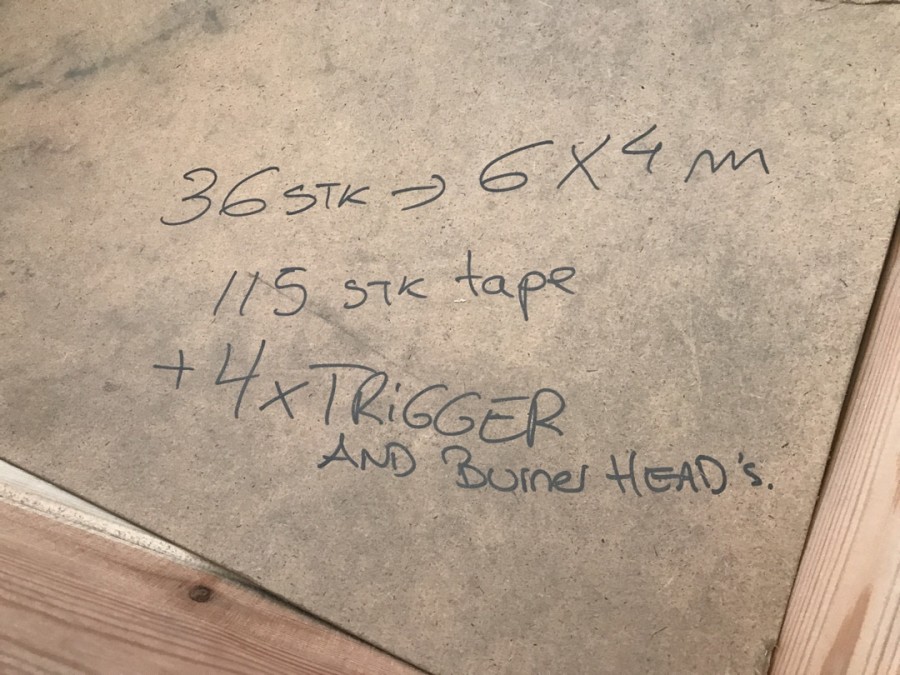 36 STK → 6 X 4 m
115 STK tape
+ 4 x TRiGGER
AND Burner HEAD's.